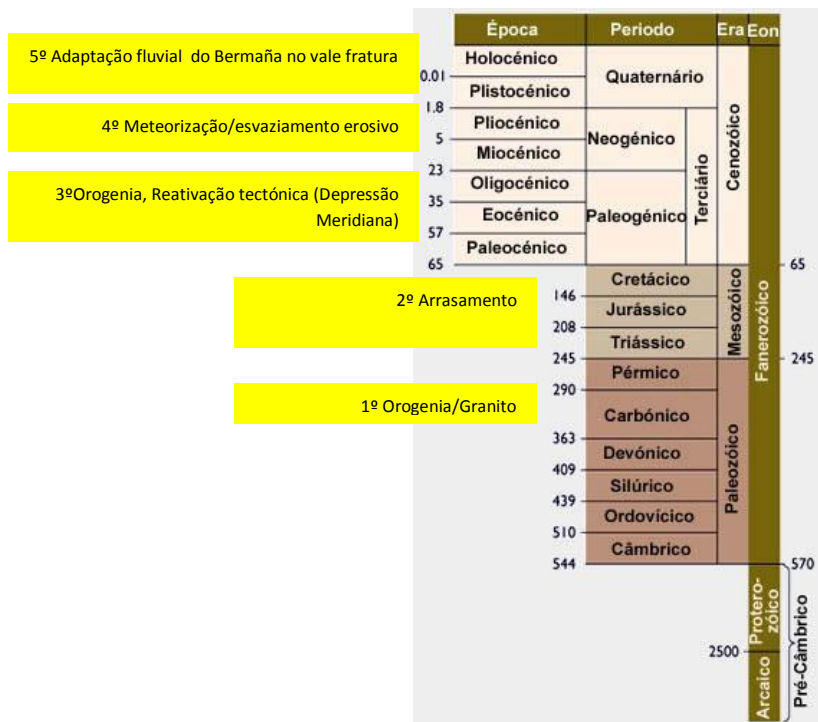 Época Periodo Era Eon
5º Adaptação fluvial do Bermaña no vale fratura
Holocénico
0.01
Quaternário
Plistocénico
1.8
4º Meteorização/esvaziamento erosivo
Pliocénico
5
Neogénico
Miocénico
23
3ºOrogenia, Reativação tectónica (Depressão
Meridiana)
Oligocénico
35
Eocénico
Paleogénico
57
Paleocénico
65
Terciário
Cenozóico
65
2º Arrasamento
Cretácico
146
Jurássico
208
Triássico
245
Mesozóico
Fanerozóico
245
1º Orogenia/Granito
Pérmico
290
Carbónico
363
Devónico
409
Silúrico
439
Ordovícico
510
Câmbrico
544
Paleozóico
570
Protero-
zóico
2500
Arcaico
Pré-Câmbrico